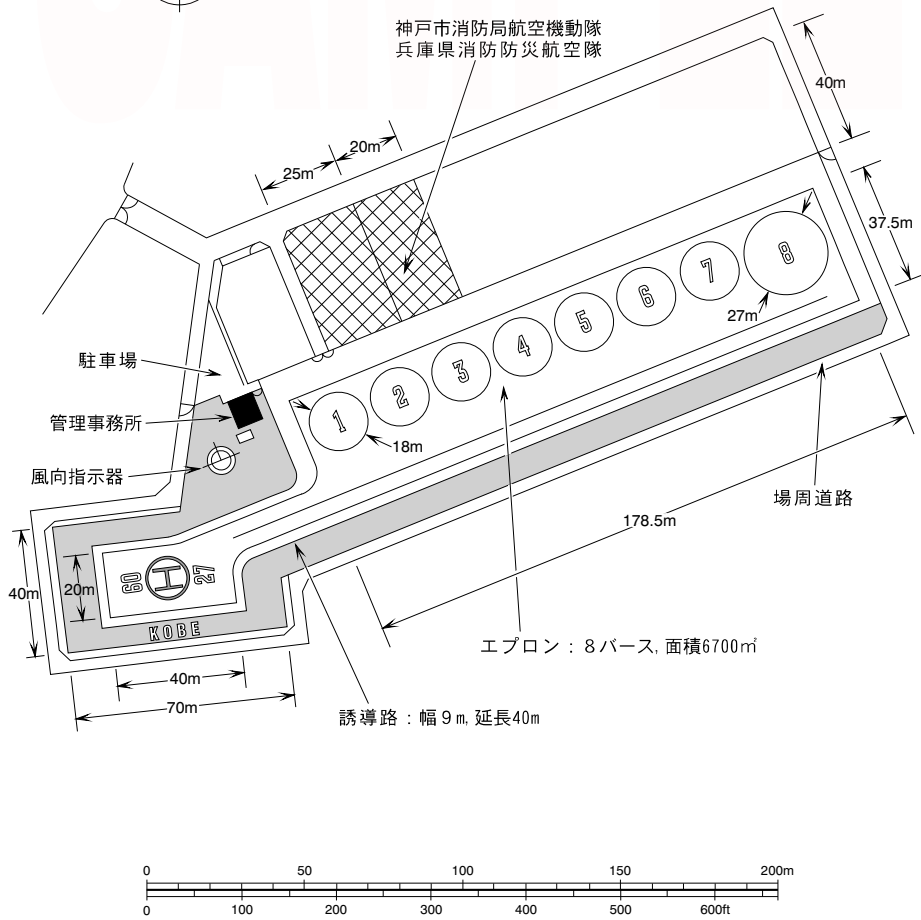 神戸市消防局航空機動隊
兵庫県消防防災航空隊
40m
20m
25m
37.5m
8
7
6
5
4
3
2
1
27m
18m
駐車場
管理事務所
風向指示器
場周道路
178.5m
40m
20m
09
H
27
KOBE
エプロン：8バース, 面積6700㎡
40m
70m
誘導路：幅9m, 延長40m
0 50 100 150 200m
0 100 200 300 400 500 600ft